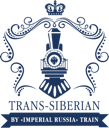 TRANS-SIBERIAN
BY •IMPERIAL RUSSIA• TRAIN